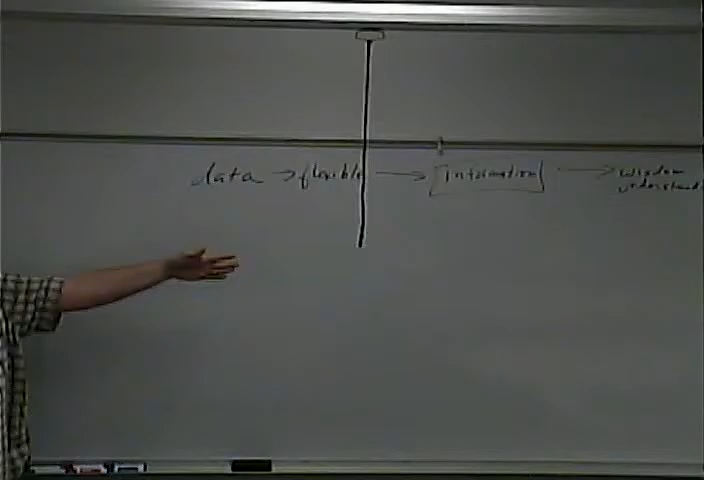 data → flexible → information → wisdom
understand